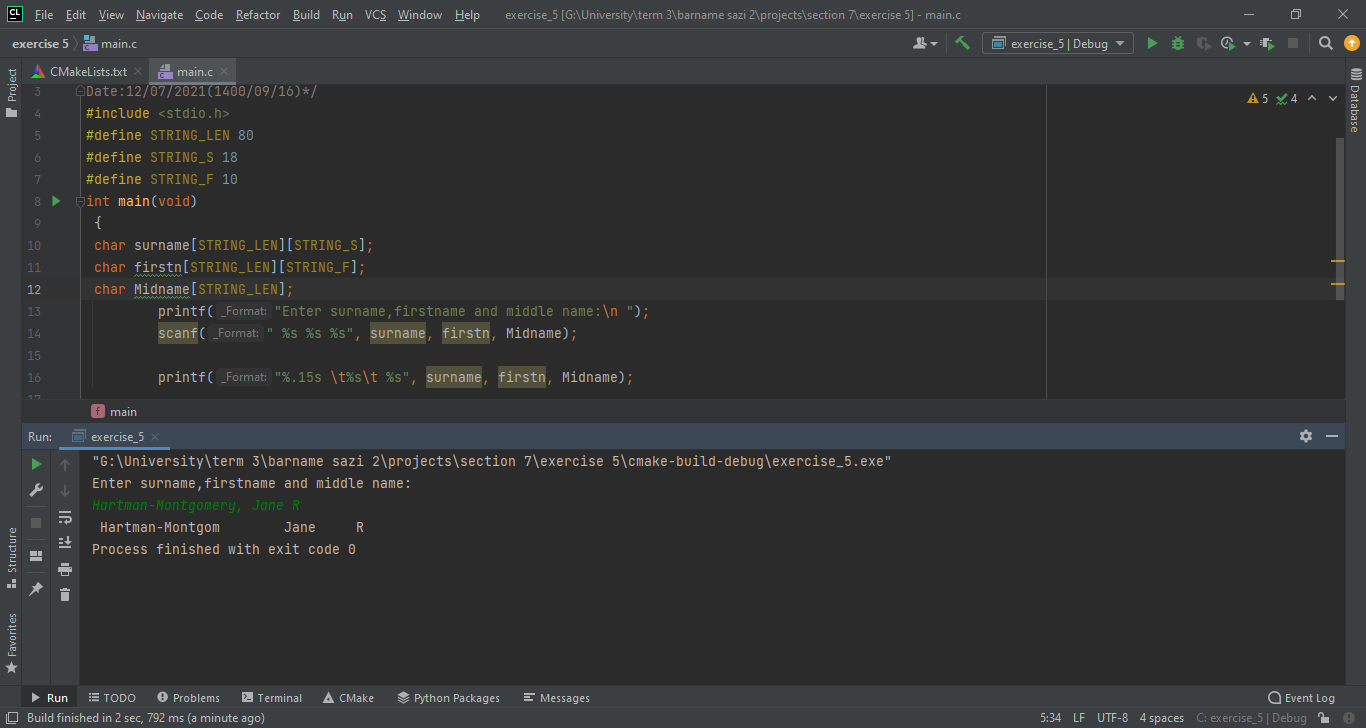 File Edit View Navigate Code Refactor Build Run VCS Window Help exercise_5 [G:\University\term 3\barname sazi 2\projects\section 7\exercise 5] - main.c
exercise 5 main.c exercise_5 | Debug
Project
CMakeLists.txt main.c
3 Date:12/07/2021(1400/09/16)*/
4 #include <stdio.h>
5 #define STRING_LEN 80
6 #define STRING_S 18
7 #define STRING_F 10
8 int main(void)
9 {
10 char surname[STRING_LEN][STRING_S];
11 char firstn[STRING_LEN][STRING_F];
12 char Midname[STRING_LEN];
13 printf( _Format: "Enter surname,firstname and middle name:\n ");
14 scanf( _Format: " %s %s %s", surname, firstn, Midname);
15
16 printf( _Format: "%.15s \t%s\t %s", surname, firstn, Midname);
17
5 4
Database
main
Run: exercise_5
"G:\University\term 3\barname sazi 2\projects\section 7\exercise 5\cmake-build-debug\exercise_5.exe"
Enter surname,firstname and middle name:
Hartman-Montgomery, Jane R
Hartman-Montgom Jane R
Process finished with exit code 0
Structure
Favorites
Run TODO Problems Terminal CMake Python Packages Messages Event Log
Build finished in 2 sec, 792 ms (a minute ago) 5:34 LF UTF-8 4 spaces C: exercise_5 | Debug